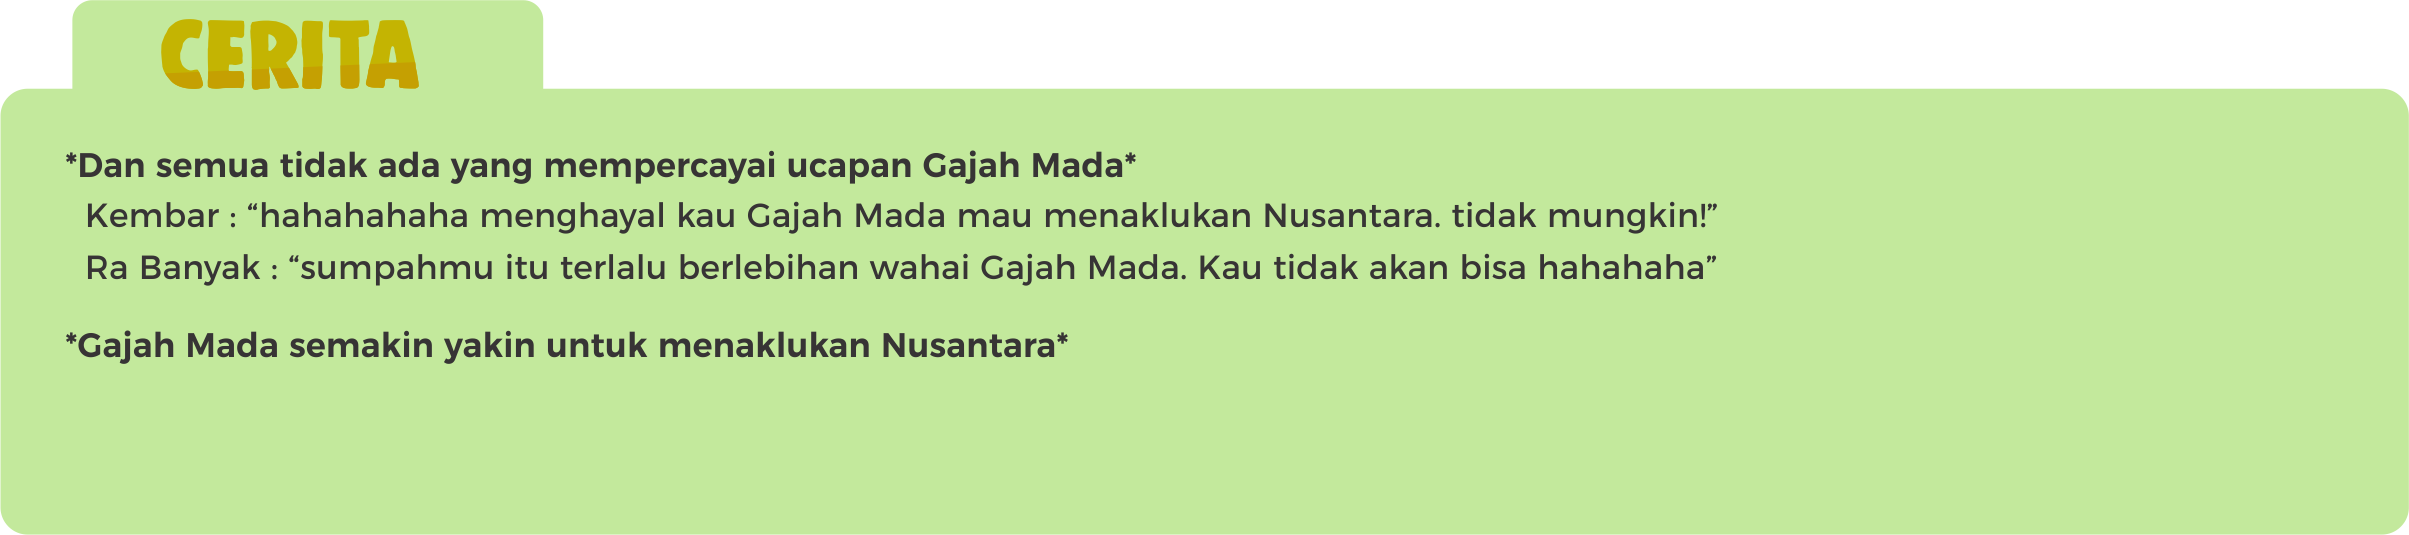 CERITA
*Dan semua tidak ada yang mempercayai ucapan Gajah Mada*
Kembar : “hahahahaha menghayal kau Gajah Mada mau menaklukan Nusantara. tidak mungkin!”
Ra Banyak : “sumpahmu itu terlalu berlebihan wahai Gajah Mada. Kau tidak akan bisa hahahaha”
*Gajah Mada semakin yakin untuk menaklukan Nusantara*